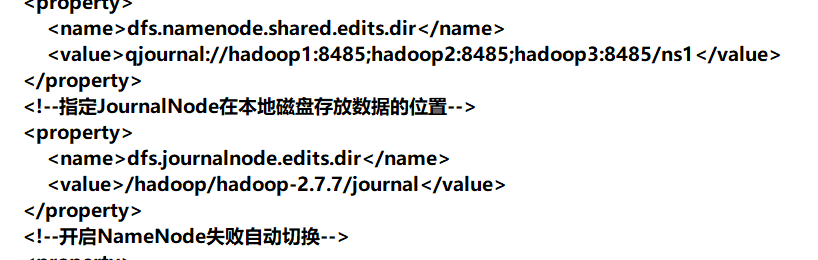 <property>
<name>dfs.namenode.shared.edits.dir</name>
<value>qjournal://hadoop1:8485;hadoop2:8485;hadoop3:8485/ns1</value>
</property>
<!--指定JournalNode在本地磁盘存放数据的位置-->
<property>
<name>dfs.journalnode.edits.dir</name>
<value>/hadoop/hadoop-2.7.7/journal</value>
</property>
<!--开启NameNode失败自动切换-->
<property>